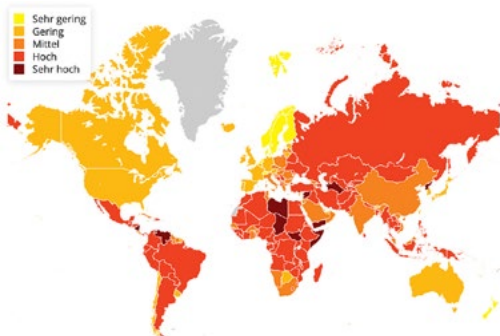 Sehr gering
Gering
Mittel
Hoch
Sehr hoch